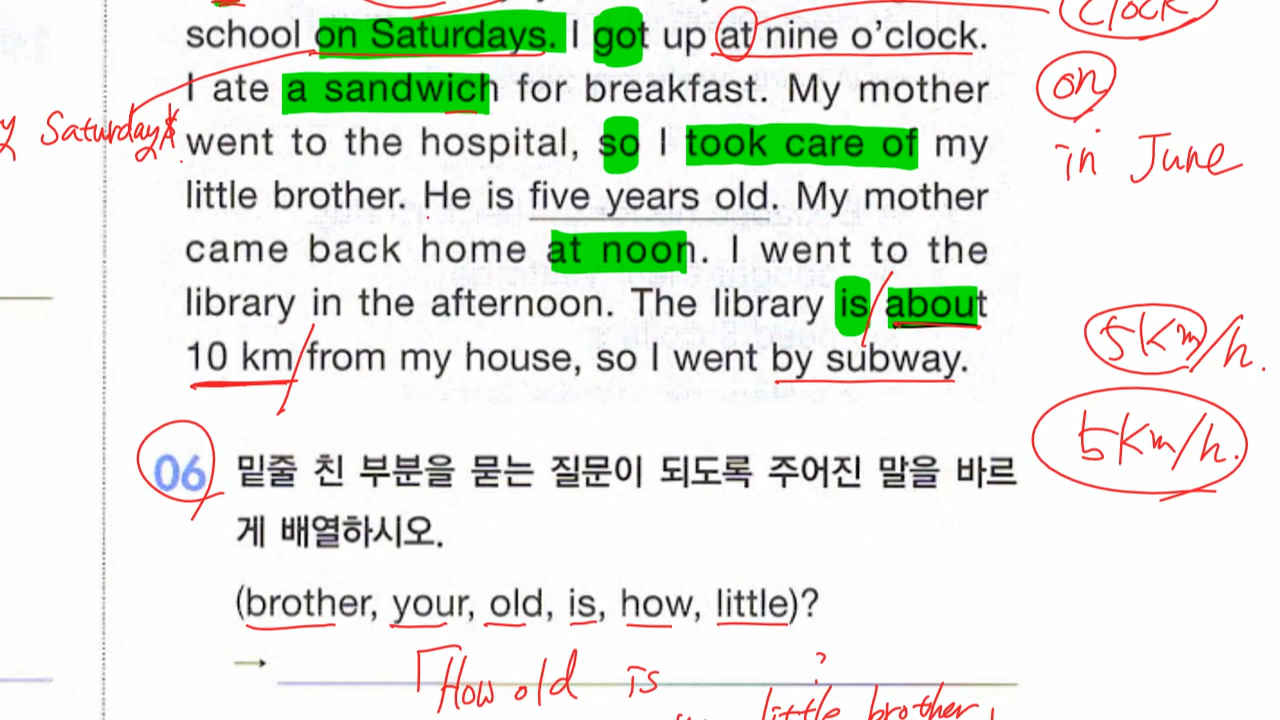 clock
school on Saturdays. I got up at nine o'clock.
on
I ate a sandwich for breakfast. My mother
y Saturdays.
went to the hospital, so I took care of my
in June
little brother. He is five years old. My mother
came back home at noon. I went to the
library in the afternoon. The library is about
5km/h.
10 km from my house, so I went by subway.
5km/h.
06 밑줄 친 부분을 묻는 질문이 되도록 주어진 말을 바르
게 배열하시오.
(brother, your, old, is, how, little)?
→ How old is ?
little brother